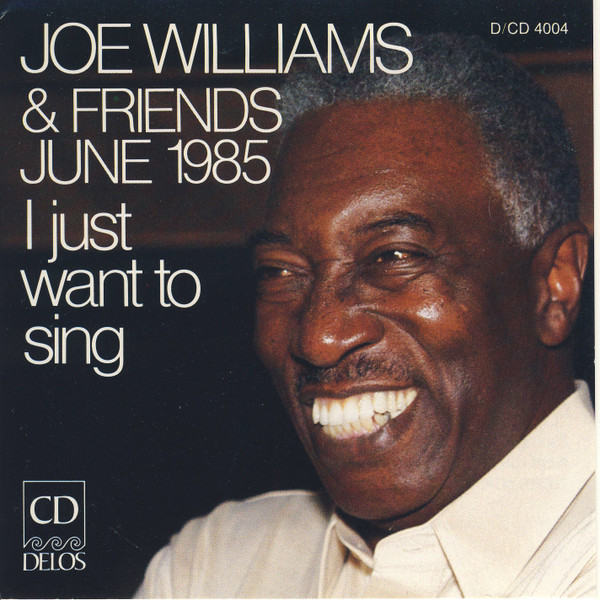 D/CD 4004
JOE WILLIAMS
& FRIENDS
JUNE 1985
I just
want to
sing
CD
DELOS